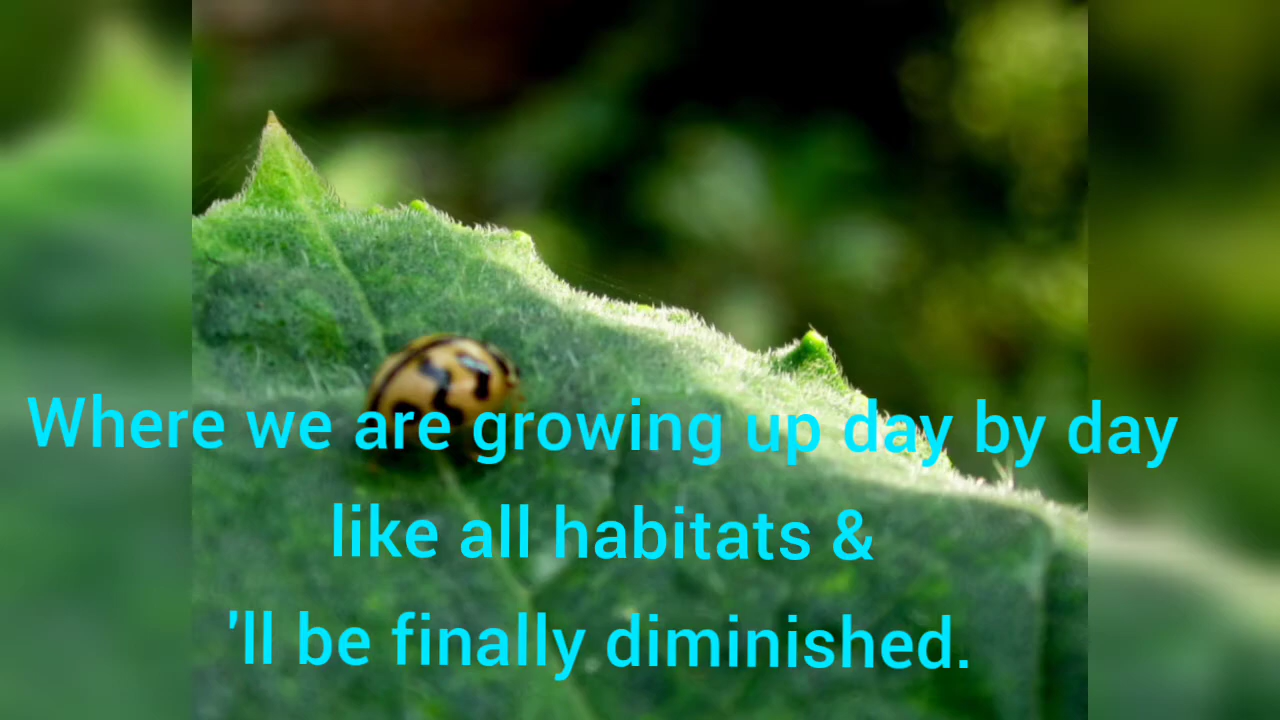 Where we are growing up day by day
like all habitats &
'll be finally diminished.